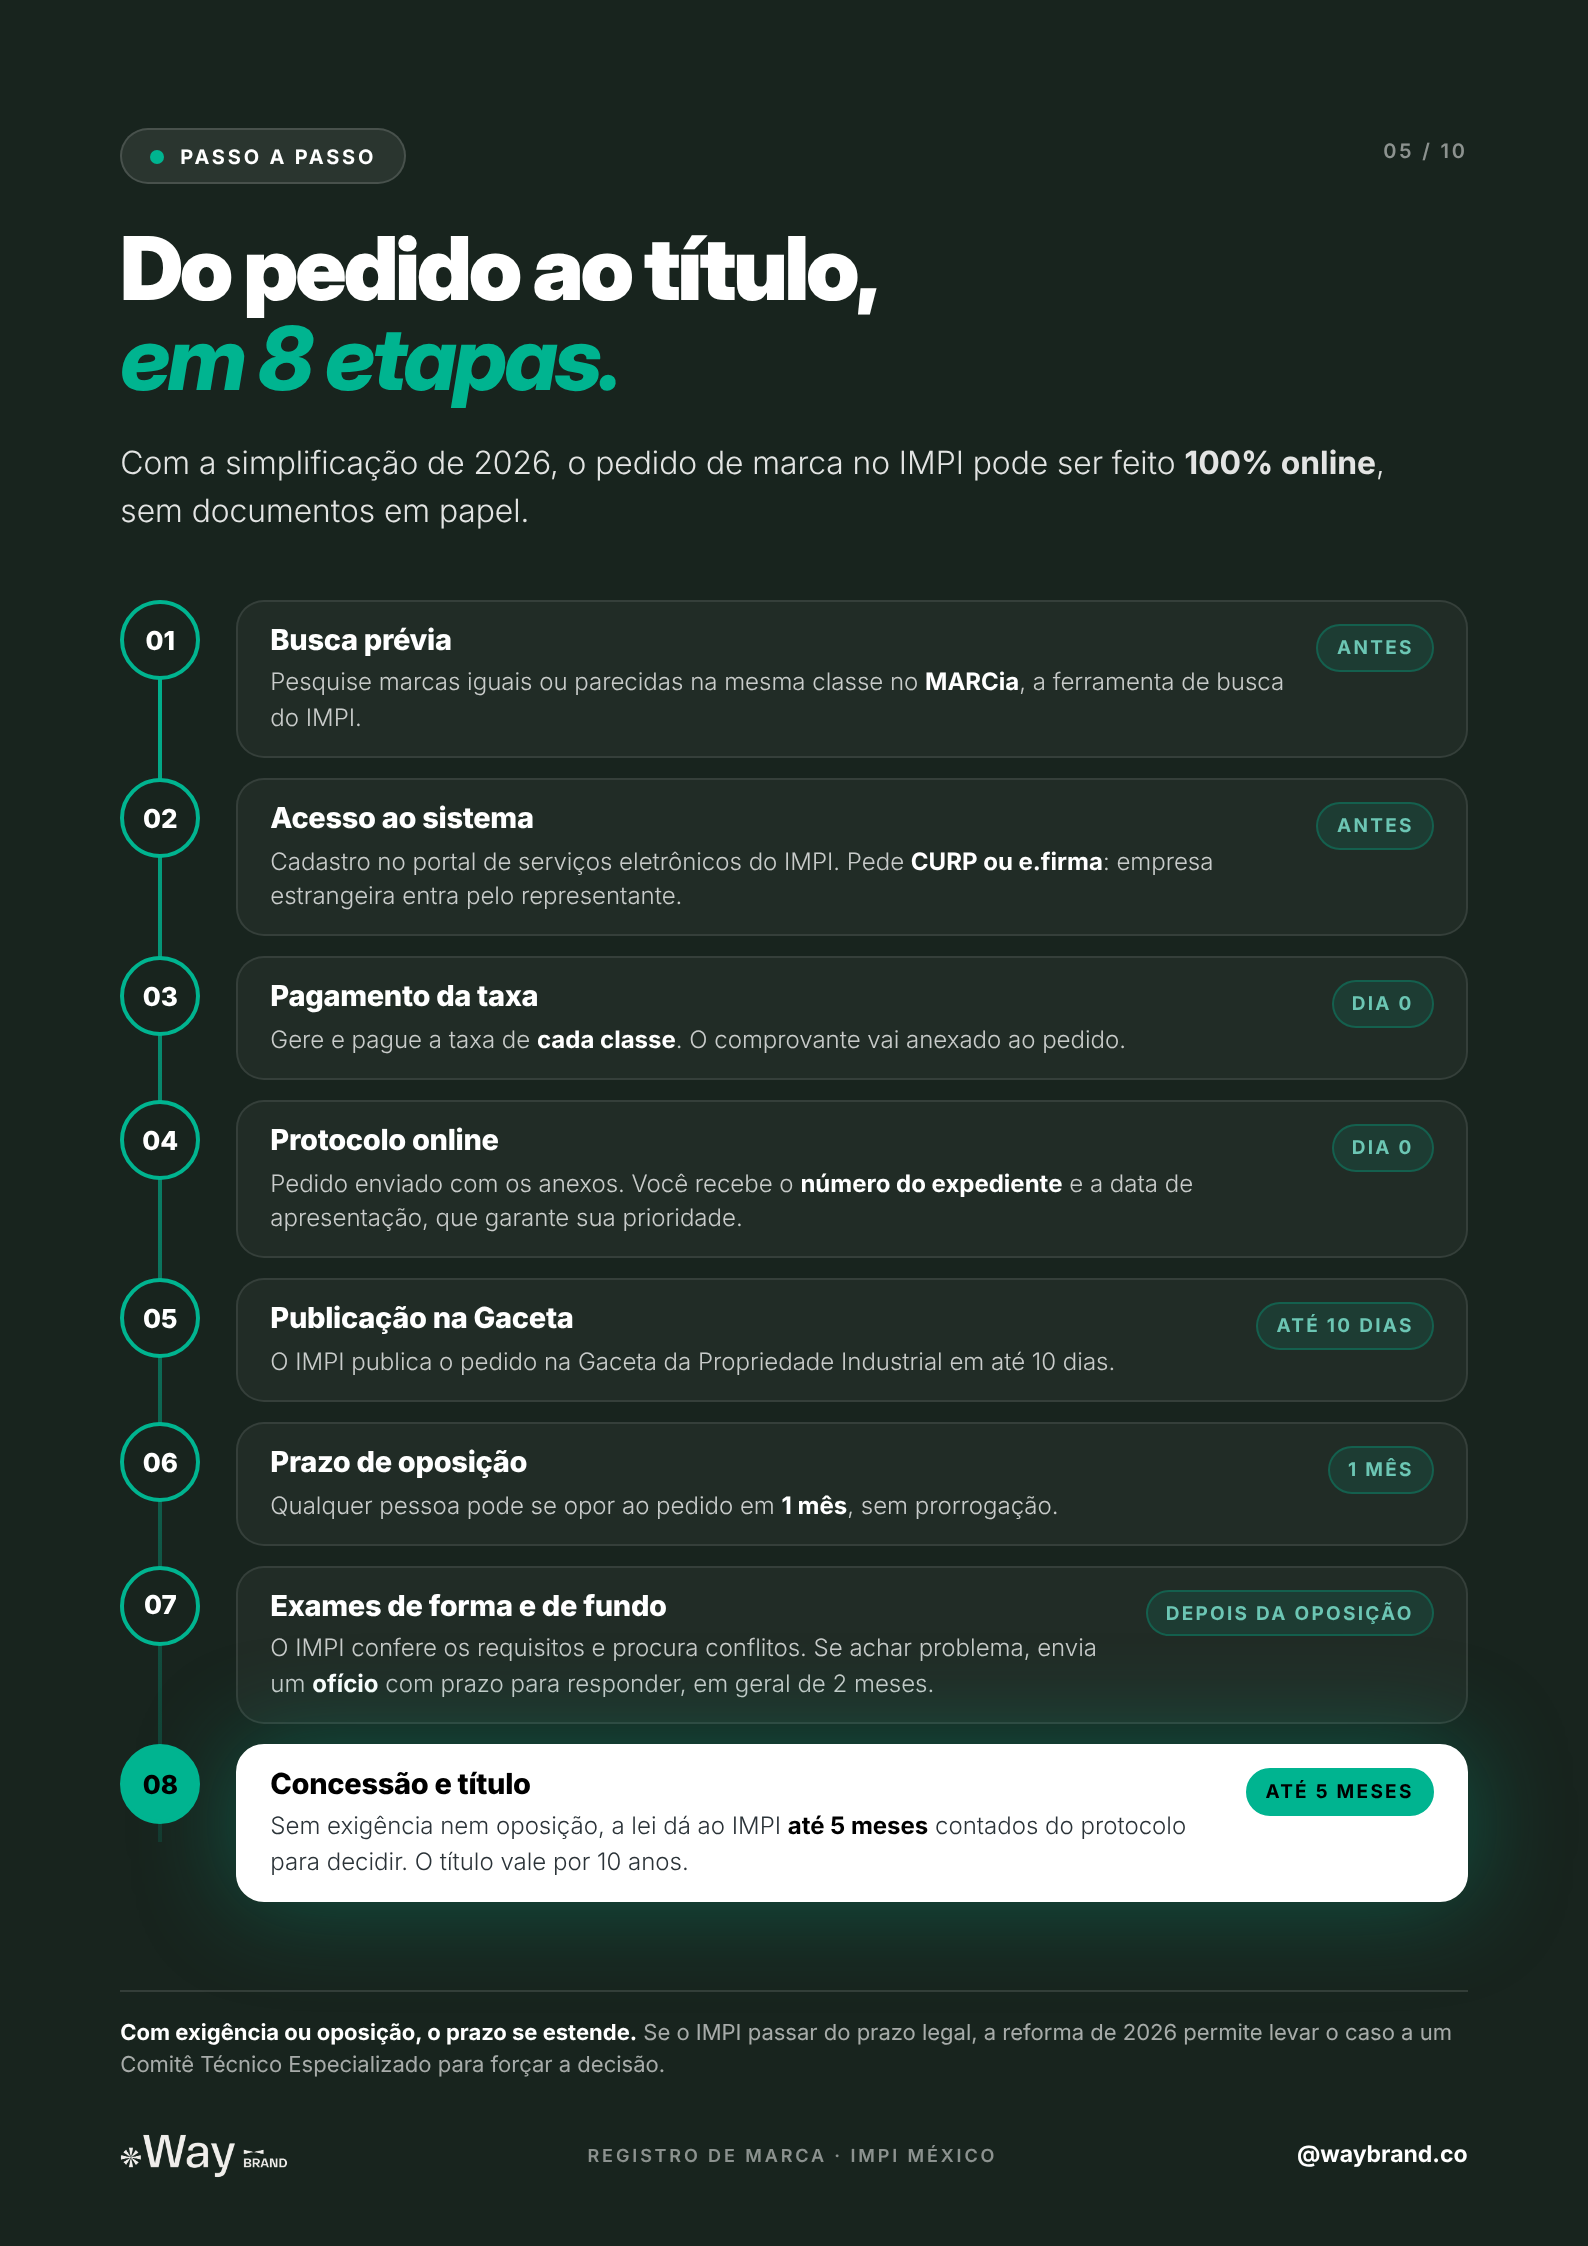 PASSO A PASSO
05 / 10
Do pedido ao título,
em 8 etapas.
Com a simplificação de 2026, o pedido de marca no IMPI pode ser feito 100% online,
sem documentos em papel.
01
Busca prévia
ANTES
Pesquise marcas iguais ou parecidas na mesma classe no MARCia, a ferramenta de busca
do IMPI.
02
Acesso ao sistema
ANTES
Cadastro no portal de serviços eletrônicos do IMPI. Pede CURP ou e.firma: empresa
estrangeira entra pelo representante.
03
Pagamento da taxa
DIA 0
Gere e pague a taxa de cada classe. O comprovante vai anexado ao pedido.
04
Protocolo online
DIA 0
Pedido enviado com os anexos. Você recebe o número do expediente e a data de
apresentação, que garante sua prioridade.
05
Publicação na Gaceta
ATÉ 10 DIAS
O IMPI publica o pedido na Gaceta da Propriedade Industrial em até 10 dias.
06
Prazo de oposição
1 MÊS
Qualquer pessoa pode se opor ao pedido em 1 mês, sem prorrogação.
07
Exames de forma e de fundo
DEPOIS DA OPOSIÇÃO
O IMPI confere os requisitos e procura conflitos. Se achar problema, envia
um ofício com prazo para responder, em geral de 2 meses.
08
Concessão e título
ATÉ 5 MESES
Sem exigência nem oposição, a lei dá ao IMPI até 5 meses contados do protocolo
para decidir. O título vale por 10 anos.
Com exigência ou oposição, o prazo se estende. Se o IMPI passar do prazo legal, a reforma de 2026 permite levar o caso a um
Comitê Técnico Especializado para forçar a decisão.
Way BRAND
REGISTRO DE MARCA · IMPI MÉXICO
@waybrand.co